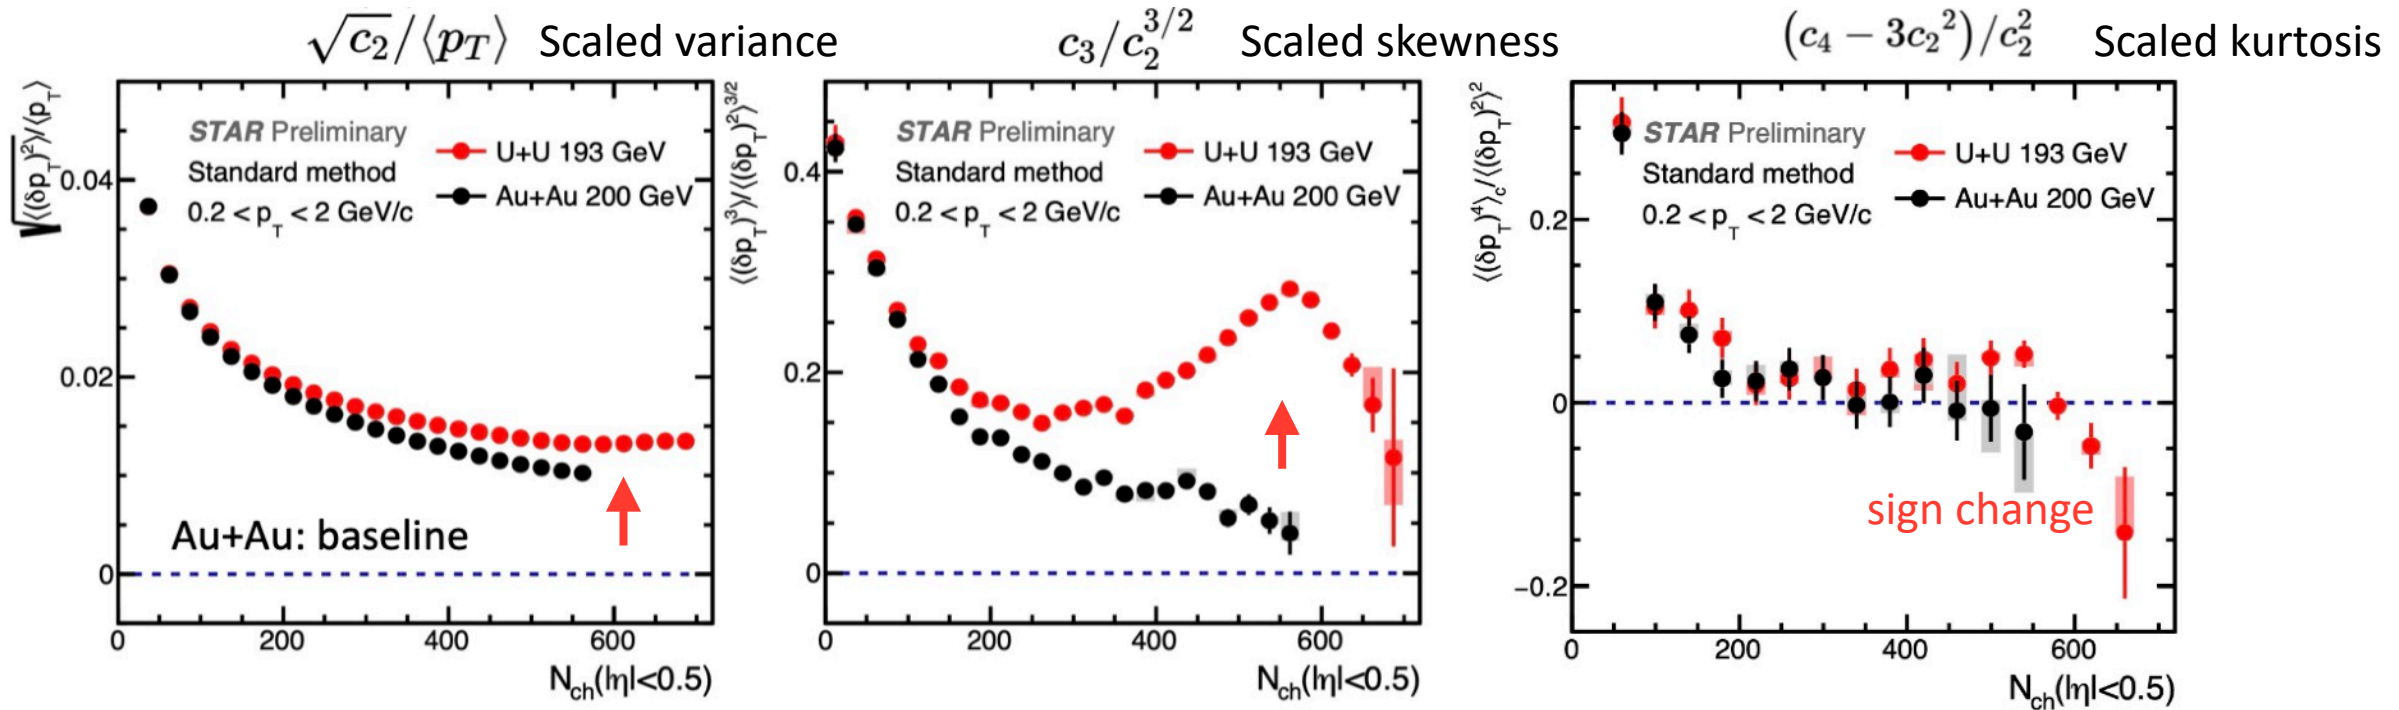 √c₂/⟨p_T⟩ Scaled variance
√⟨(δp_T)²⟩/⟨p_T⟩
STAR Preliminary
Standard method
0.2 < p_T < 2 GeV/c
U+U 193 GeV
Au+Au 200 GeV
0.04
0.02
0
Au+Au: baseline
0 200 400 600
N_ch(|η|<0.5)
c₃/c₂^{3/2} Scaled skewness
⟨(δp_T)³⟩/⟨(δp_T)²⟩^{3/2}
STAR Preliminary
Standard method
0.2 < p_T < 2 GeV/c
U+U 193 GeV
Au+Au 200 GeV
0.4
0.2
0
0 200 400 600
N_ch(|η|<0.5)
(c₄ − 3c₂²)/c₂² Scaled kurtosis
⟨(δp_T)⁴⟩_c/⟨(δp_T)²⟩²
STAR Preliminary
Standard method
0.2 < p_T < 2 GeV/c
U+U 193 GeV
Au+Au 200 GeV
0.2
0
−0.2
sign change
0 200 400 600
N_ch(|η|<0.5)